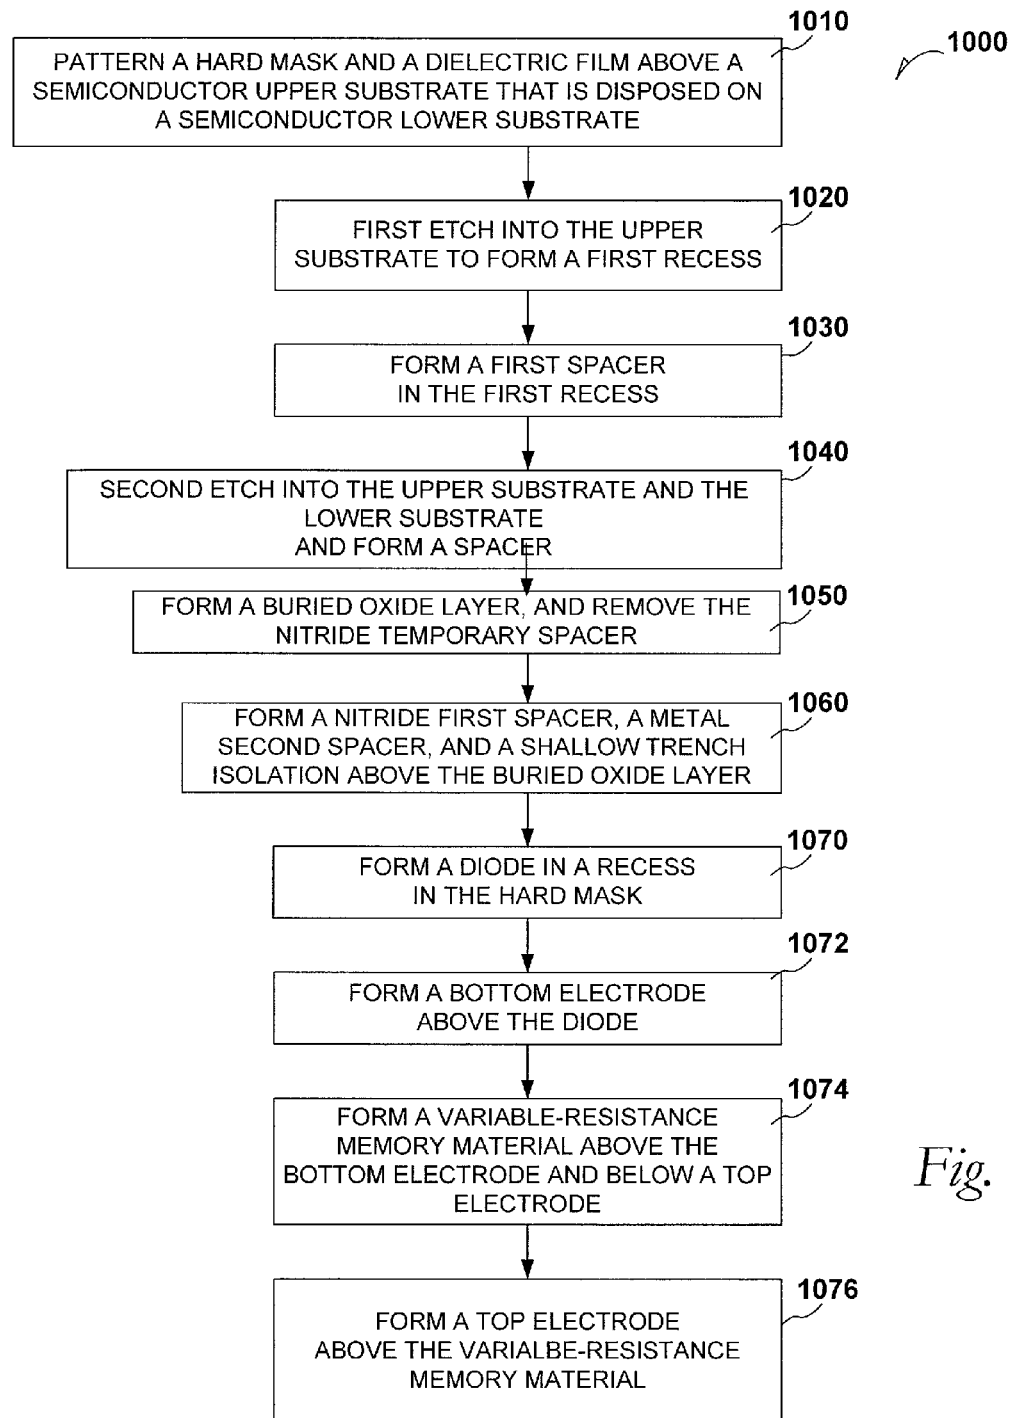 1010
1000
PATTERN A HARD MASK AND A DIELECTRIC FILM ABOVE A
SEMICONDUCTOR UPPER SUBSTRATE THAT IS DISPOSED ON
A SEMICONDUCTOR LOWER SUBSTRATE
1020
FIRST ETCH INTO THE UPPER
SUBSTRATE TO FORM A FIRST RECESS
1030
FORM A FIRST SPACER
IN THE FIRST RECESS
1040
SECOND ETCH INTO THE UPPER SUBSTRATE AND THE
LOWER SUBSTRATE
AND FORM A SPACER
1050
FORM A BURIED OXIDE LAYER, AND REMOVE THE
NITRIDE TEMPORARY SPACER
1060
FORM A NITRIDE FIRST SPACER, A METAL
SECOND SPACER, AND A SHALLOW TRENCH
ISOLATION ABOVE THE BURIED OXIDE LAYER
1070
FORM A DIODE IN A RECESS
IN THE HARD MASK
1072
FORM A BOTTOM ELECTRODE
ABOVE THE DIODE
1074
FORM A VARIABLE-RESISTANCE
MEMORY MATERIAL ABOVE THE
BOTTOM ELECTRODE AND BELOW A TOP
ELECTRODE
Fig.
1076
FORM A TOP ELECTRODE
ABOVE THE VARIALBE-RESISTANCE
MEMORY MATERIAL